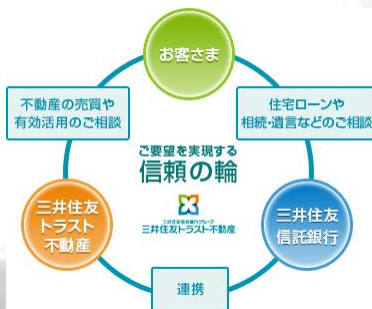 お客さま
不動産の売買や
有効活用のご相談
住宅ローンや
相続・遺言などのご相談
ご要望を実現する
信頼の輪
三井住友トラスト不動産
三井住友
トラスト
不動産
三井住友
信託銀行
連携